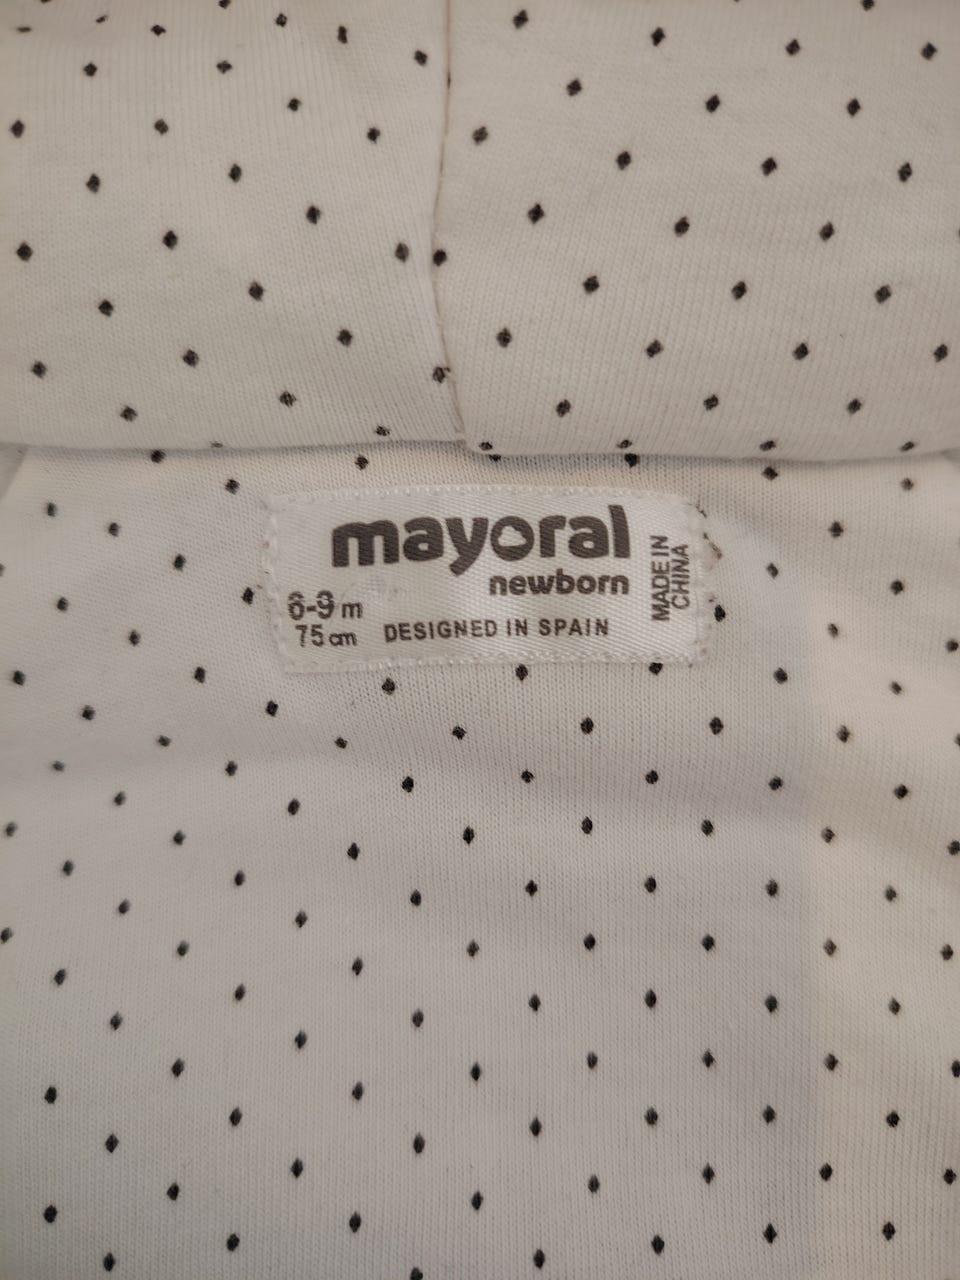 mayoral
newborn
6-9 m
75 cm
DESIGNED IN SPAIN
MADE IN
CHINA